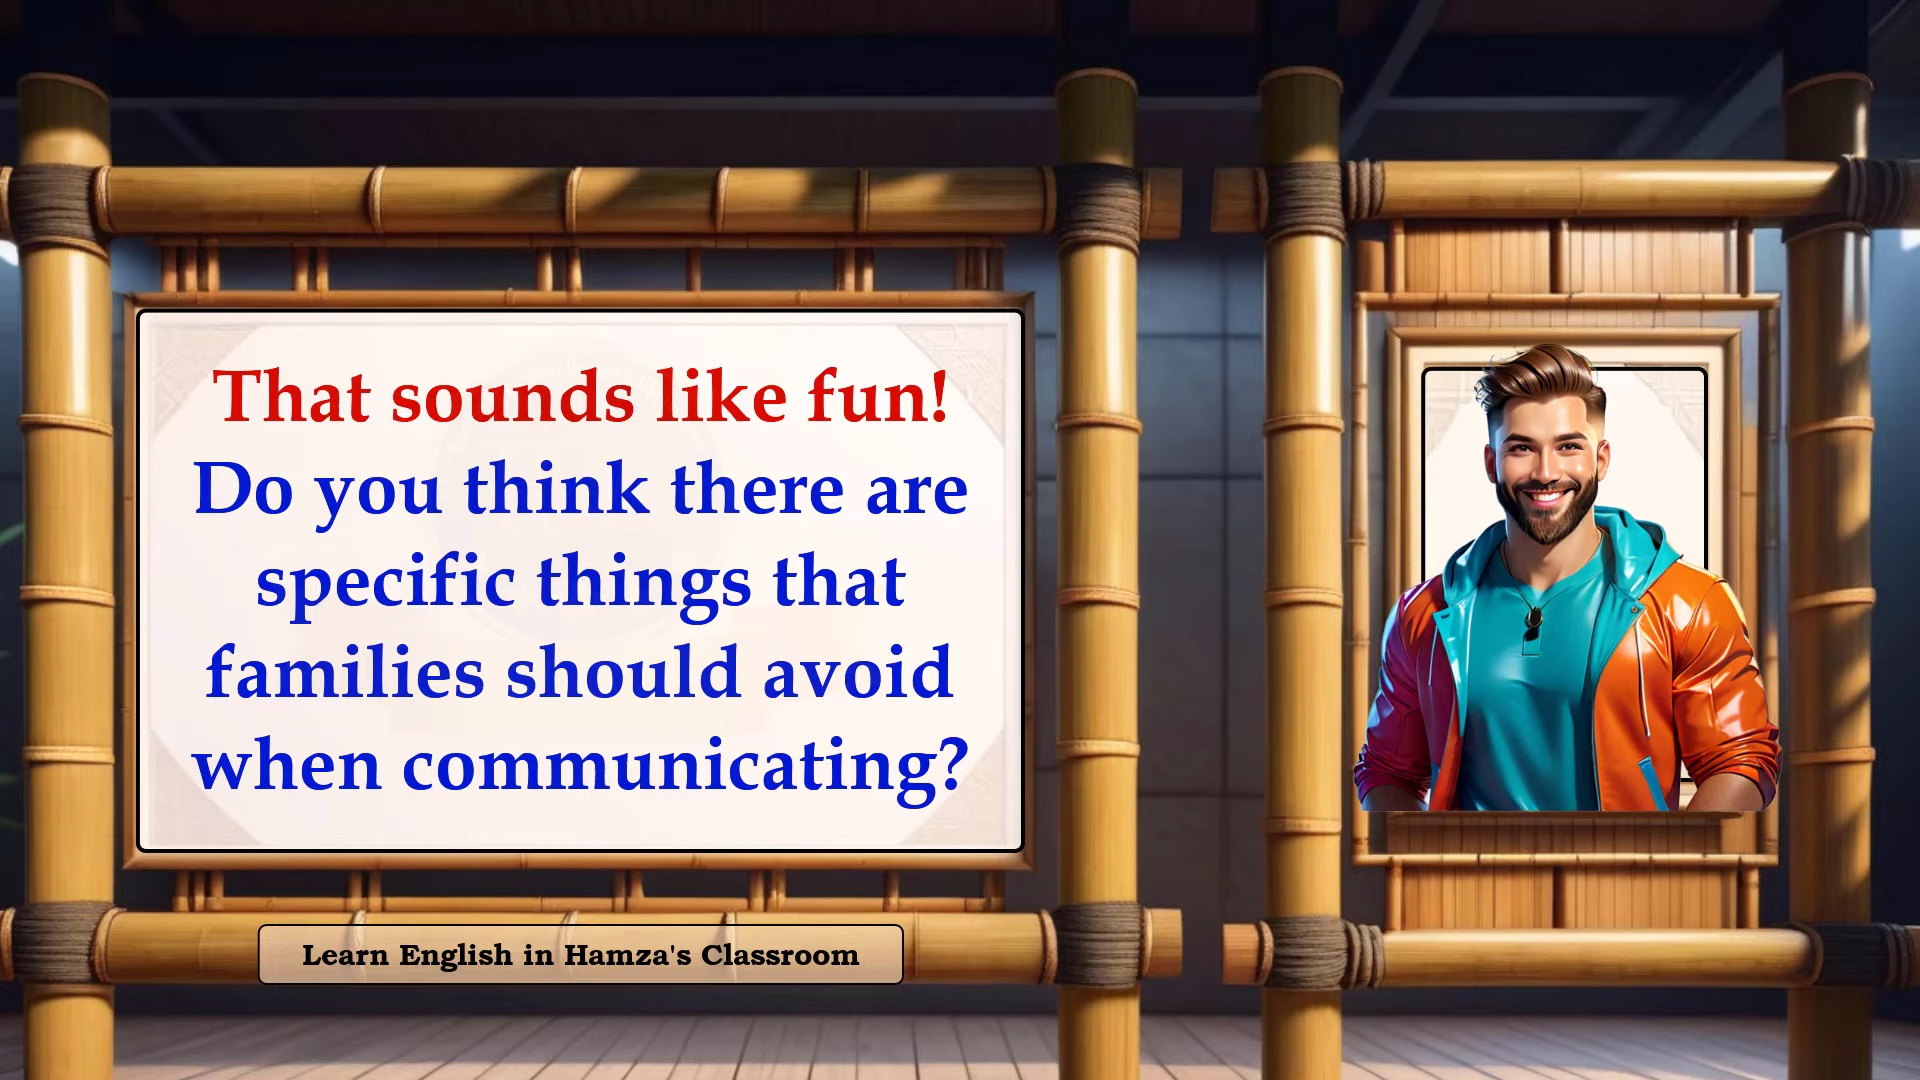 That sounds like fun!
Do you think there are
specific things that
families should avoid
when communicating?
Learn English in Hamza's Classroom